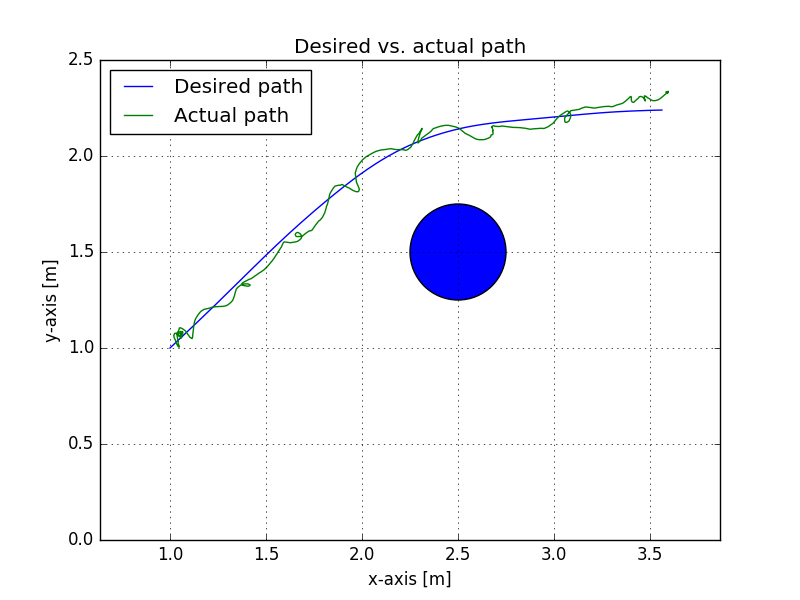 Desired vs. actual path
2.5
Desired path
Actual path
2.0
1.5
y-axis [m]
1.0
0.5
0.0
1.0 1.5 2.0 2.5 3.0 3.5
x-axis [m]